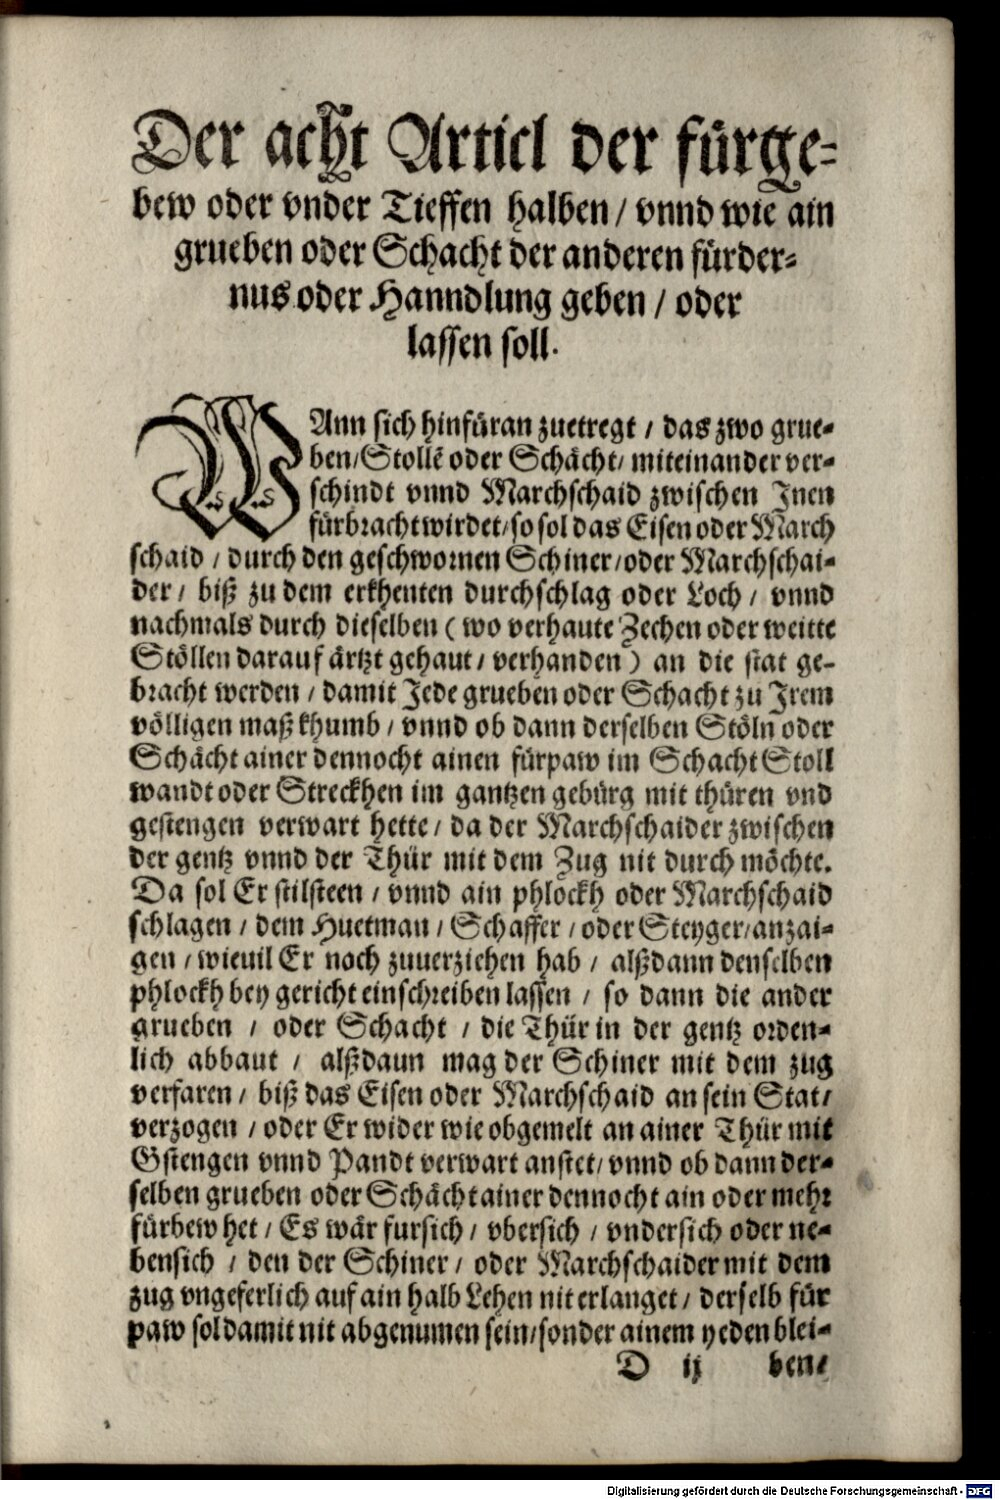 14
Der acht Articl der fürge-
bew oder vnder Tieffen halben / vnnd wie ain
grueben oder Schacht der anderen fürder-
nus oder Hanndlung geben / oder
lassen soll.
WAnn sich hinfüran zuetregt / das zwo grue-
ben / Stollē oder Schächt / miteinander ver-
schindt vnnd Marchschaid zwischen Jnen
fürbracht wirdet / so sol das Eisen oder March
schaid / durch den geschwornen Schiner / oder Marchschai-
der / biß zu dem erkhenten durchschlag oder Loch / vnnd
nachmals durch dieselben ( wo verhaute Zechen oder weitte
Stöllen darauf ärtzt gehaut / verhanden ) an die stat ge-
bracht werden / damit Jede grueben oder Schacht zu Jrem
völligen maß khumb / vnnd ob dann derselben Stöln oder
Schächt ainer dennocht ainen fürpaw im Schacht Stoll
wandt oder Streckhen im gantzen gebürg mit thüren vnd
gestengen verwart hette / da der Marchschaider zwischen
der gentz vnnd der Thür mit dem Zug nit durch möchte.
Da sol Er stilsteen / vnnd ain phlöckh oder Marchschaid
schlagen / dem Huetman / Schaffer / oder Steyger / anzai-
gen / wieuil Er noch zuuerziehen hab / alßdann denselben
phlockh bey gericht einschreiben lassen / so dann die ander
grueben / oder Schacht / die Thür in der gentz orden-
lich abbaut / alßdaun mag der Schiner mit dem zug
verfaren / biß das Eisen oder Marchschaid an sein Stat /
verzogen / oder Er wider wie obgemelt an ainer Thür mit
Gstengen vnnd Pandt verwart anstet / vnnd ob dann der-
selben grueben oder Schächt ainer dennocht ain oder mehr
fürbew het / Es wär fursich / vbersich / vndersich oder ne-
bensich / den der Schiner / oder Marchschaider mit dem
zug vngeferlich auf ain halb Lehen nit erlanget / derselb für
paw sol damit nit abgenumen sein / sonder ainem yeden blei-
D ij ben /
Digitalisierung gefördert durch die Deutsche Forschungsgemeinschaft - DFG